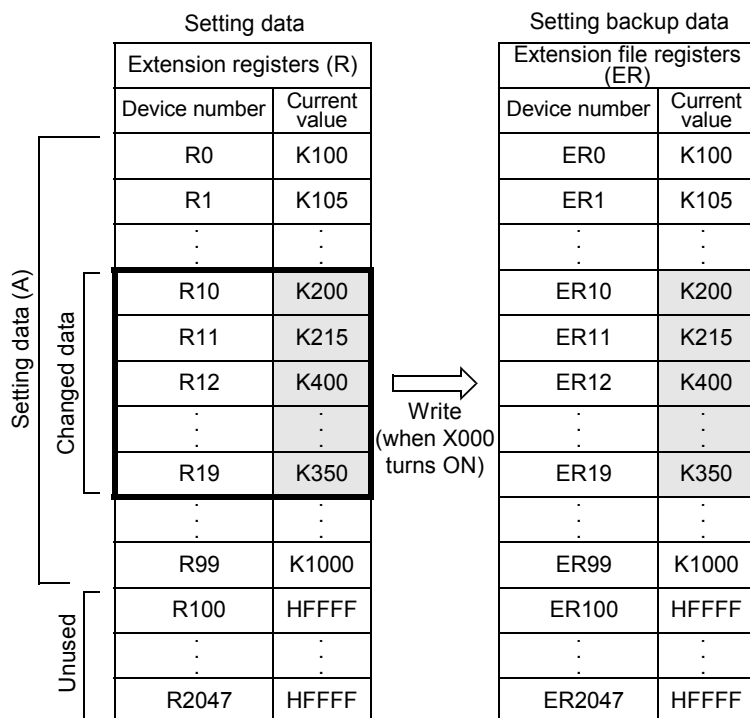 Setting data
Extension registers (R)
Device number Current value
R0 K100
R1 K105
: :
R10 K200
R11 K215
R12 K400
: :
R19 K350
: :
R99 K1000
R100 HFFFF
: :
R2047 HFFFF
Setting data (A)
Changed data
Unused
Write
(when X000
turns ON)
Setting backup data
Extension file registers
(ER)
Device number Current value
ER0 K100
ER1 K105
: :
ER10 K200
ER11 K215
ER12 K400
: :
ER19 K350
: :
ER99 K1000
ER100 HFFFF
: :
ER2047 HFFFF